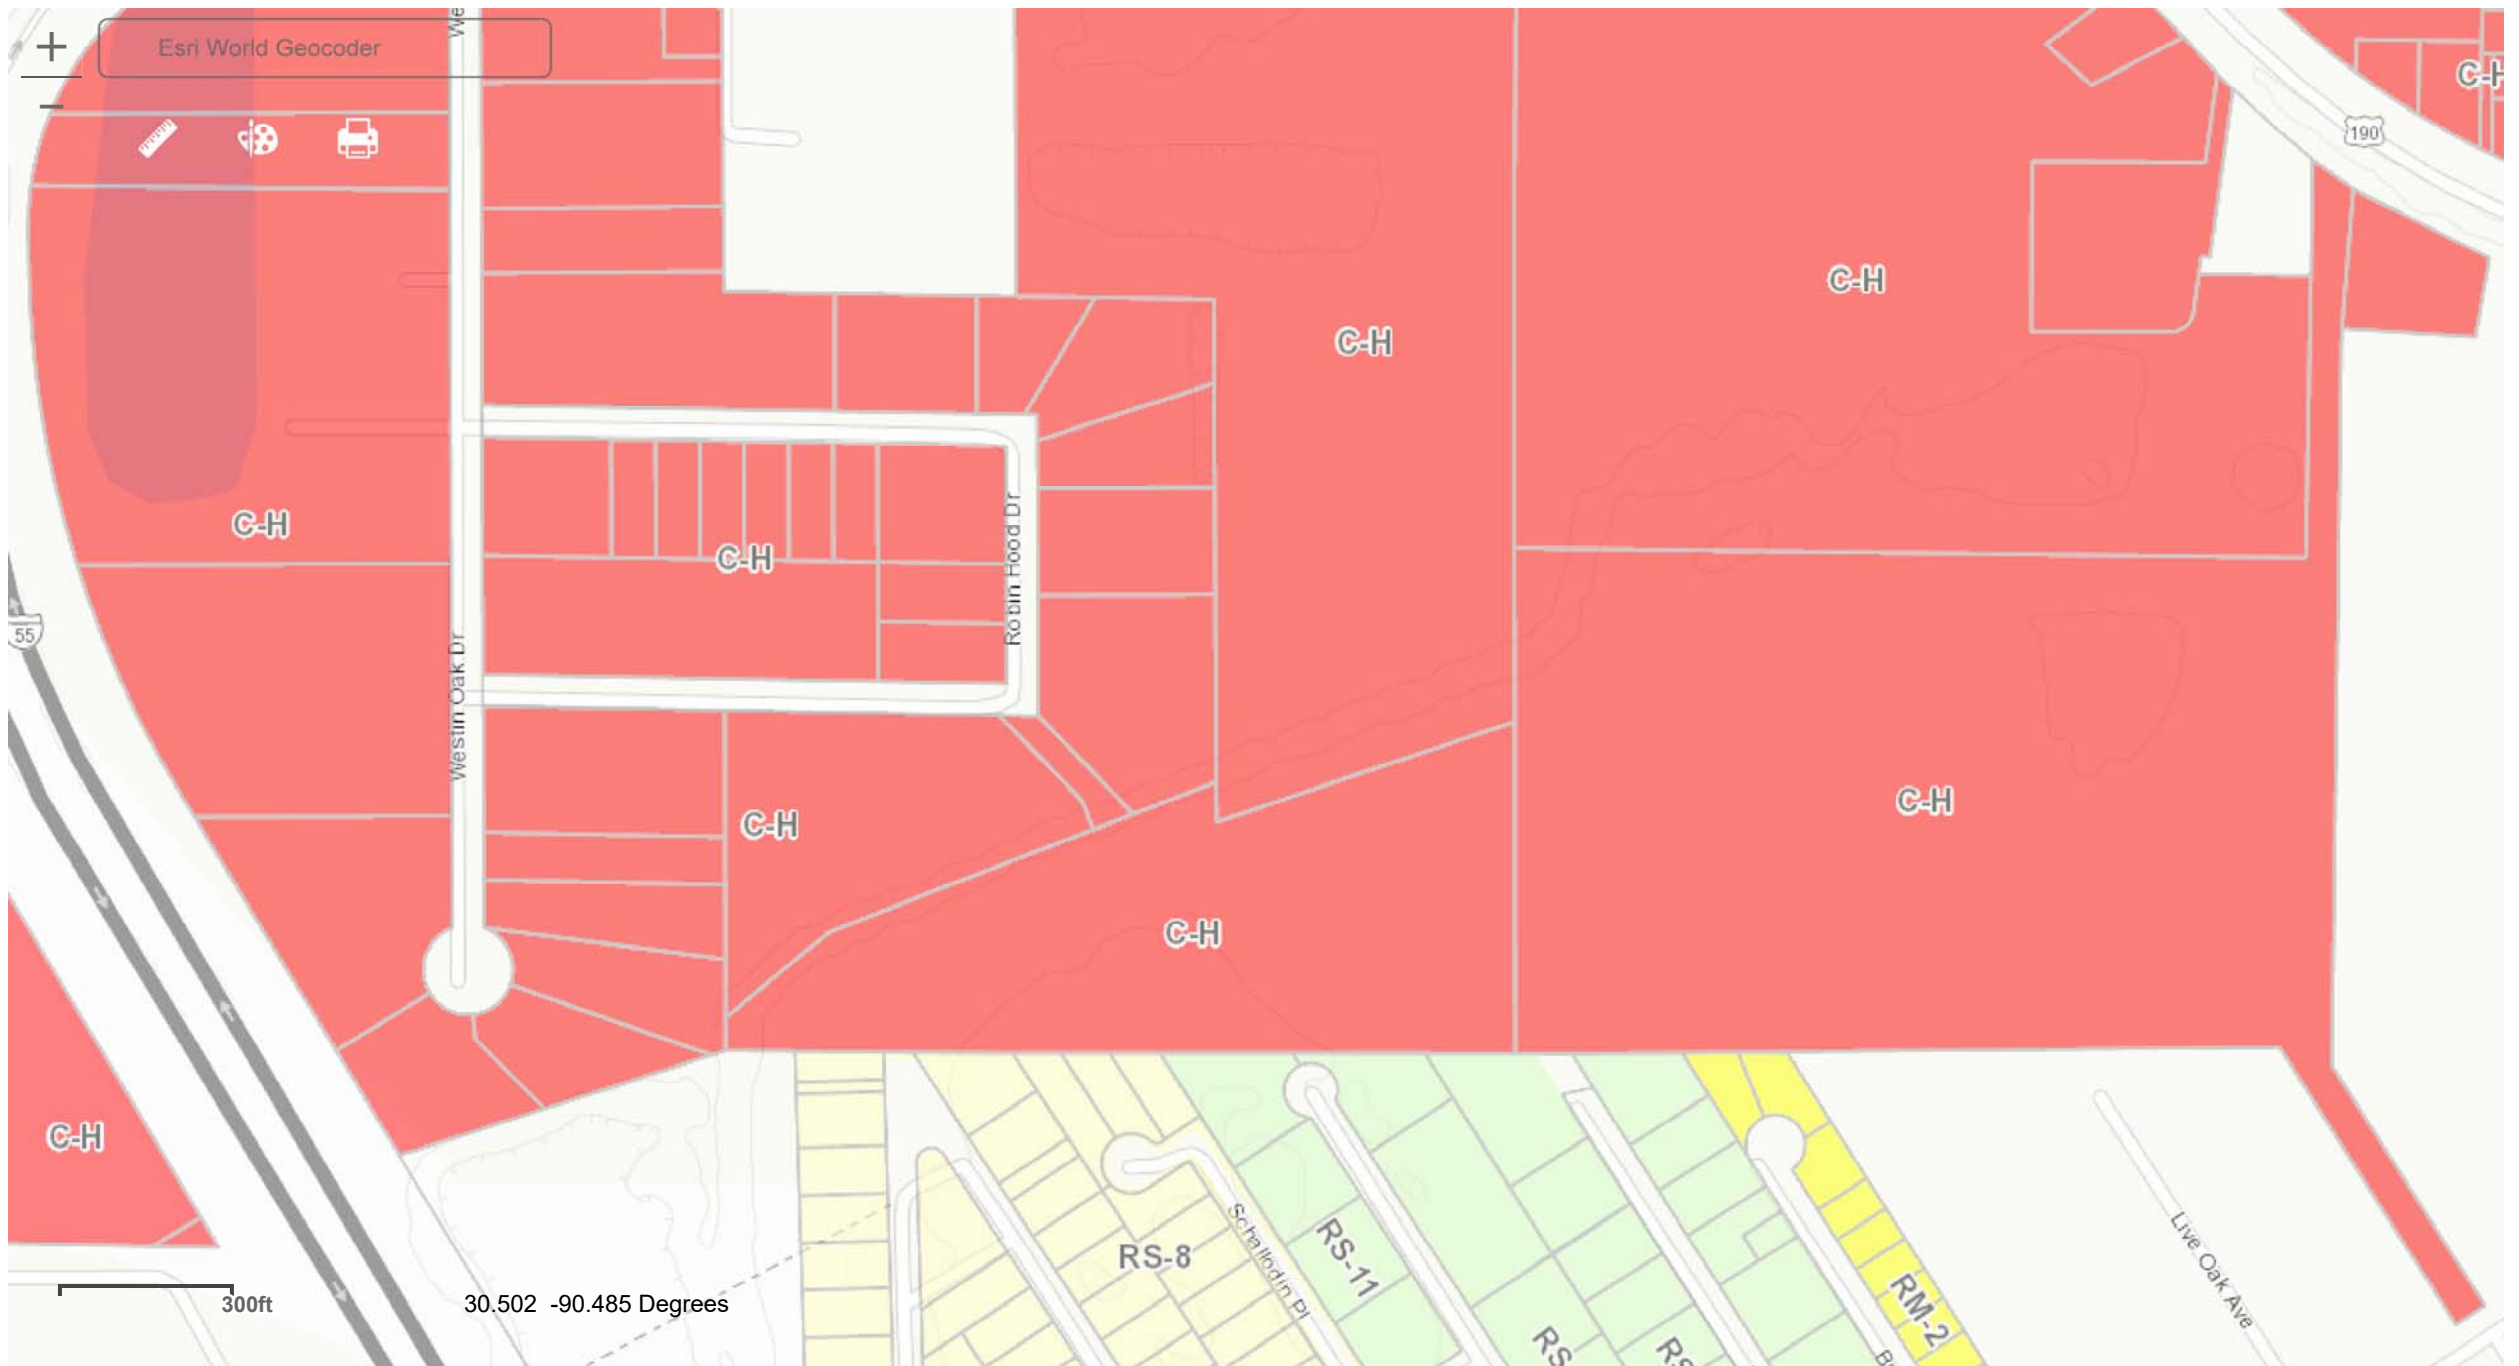 Esri World Geocoder
C-H
190
C-H
C-H
C-H
C-H
Robin Hood Dr
55
Westin Oak Dr
C-H
C-H
C-H
C-H
C-H
RS-8
Schallodin Pl
RS-11
RM-2
Live Oak Ave
300ft
30.502 -90.485 Degrees